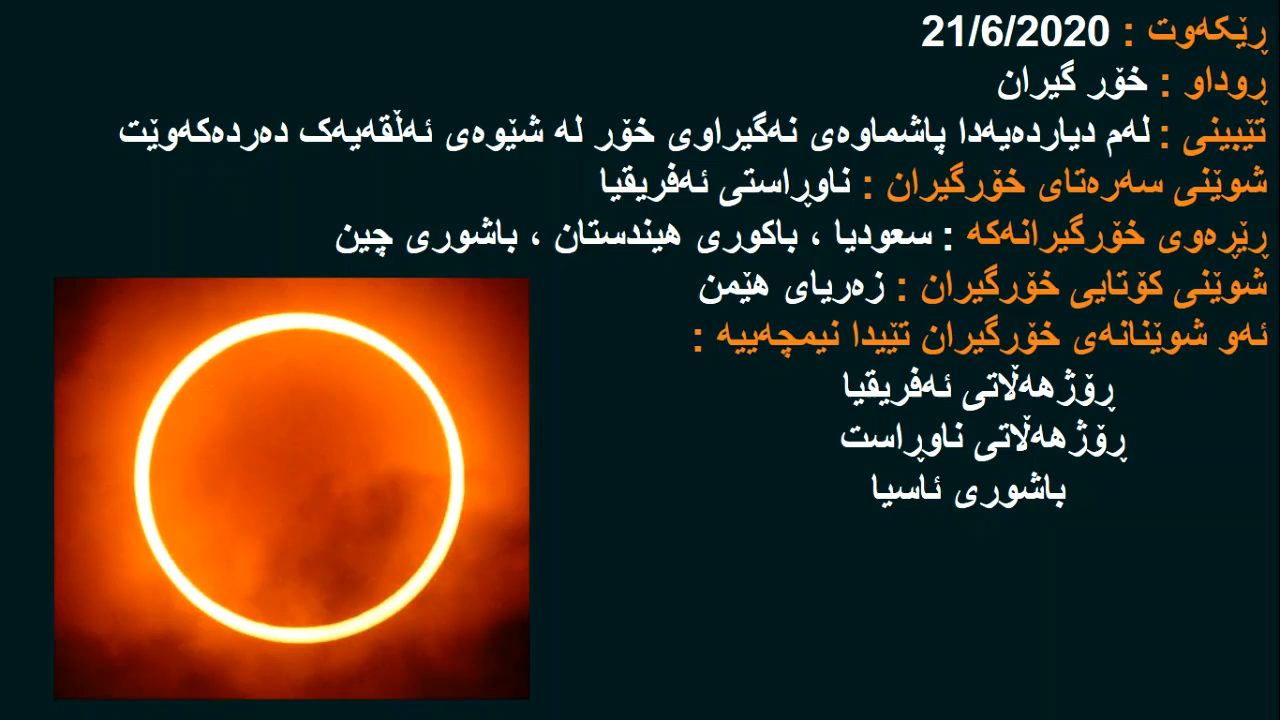 ڕێکەوت : 21/6/2020
ڕوداو : خۆر گیران
تێبینی : لەم دیاردەیەدا پاشماوەی نەگیراوی خۆر لە شێوەی ئەڵقەیەک دەردەکەوێت
شوێنی سەرەتای خۆرگیران : ناوڕاستی ئەفریقیا
ڕێڕەوی خۆرگیرانەکە : سعودیا ، باکوری هیندستان ، باشوری چین
شوێنی کۆتایی خۆرگیران : زەریای هێمن
ئەو شوێنانەی خۆرگیران تێیدا نیمچەییە :
ڕۆژهەڵاتی ئەفریقیا
ڕۆژهەڵاتی ناوڕاست
باشوری ئاسیا